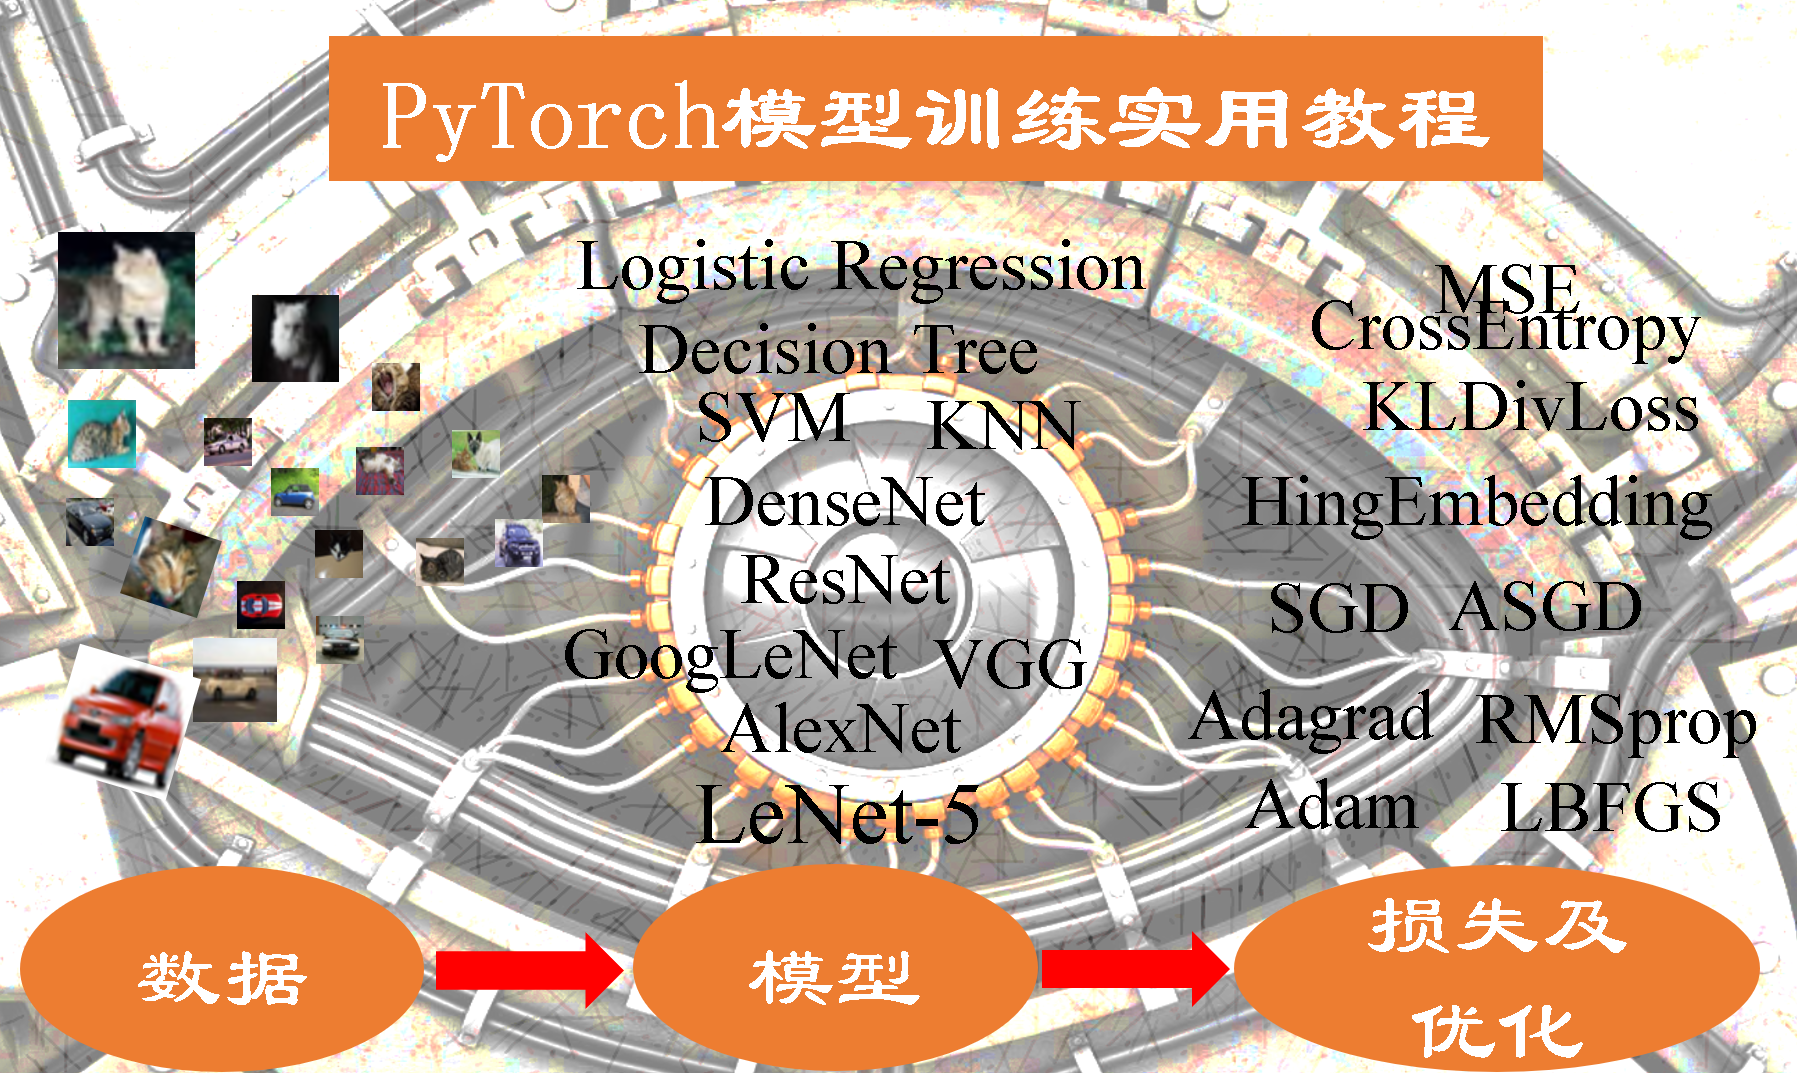 PyTorch模型训练实用教程
Logistic Regression
Decision Tree
SVM KNN
DenseNet
ResNet
GoogLeNet VGG
AlexNet
LeNet-5
MSE
CrossEntropy
KLDivLoss
HingEmbedding
SGD ASGD
Adagrad RMSprop
Adam LBFGS
数据
模型
损失及
优化